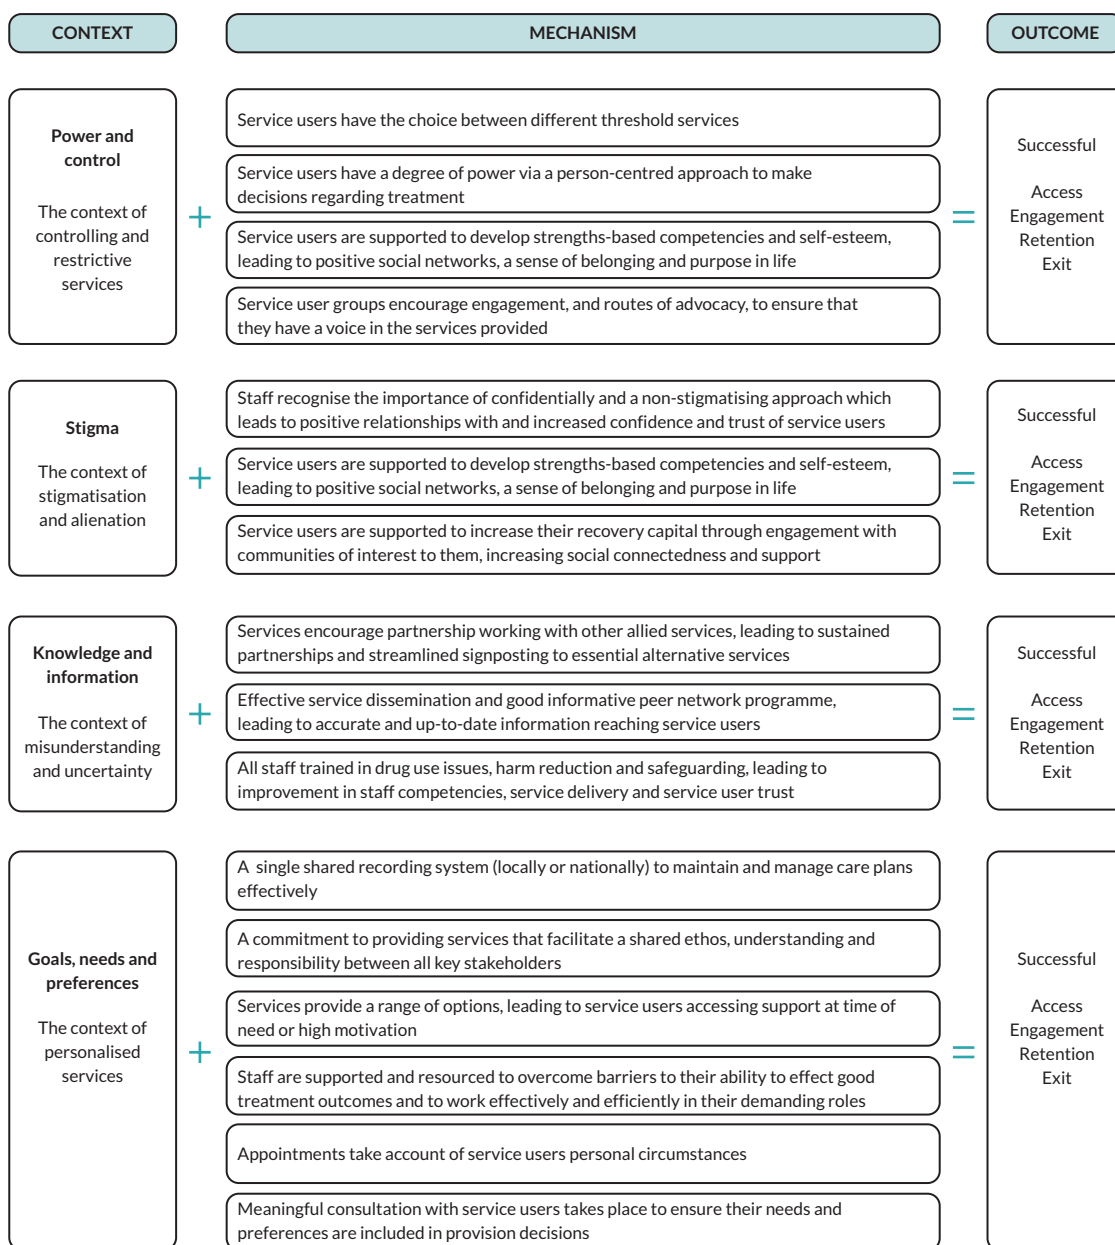 CONTEXT
MECHANISM
OUTCOME
Power and
control
The context of
controlling and
restrictive
services
+
Service users have the choice between different threshold services
Service users have a degree of power via a person-centred approach to make
decisions regarding treatment
Service users are supported to develop strengths-based competencies and self-esteem,
leading to positive social networks, a sense of belonging and purpose in life
Service user groups encourage engagement, and routes of advocacy, to ensure that
they have a voice in the services provided
=
Successful
Access
Engagement
Retention
Exit
Stigma
The context of
stigmatisation
and alienation
+
Staff recognise the importance of confidentially and a non-stigmatising approach which
leads to positive relationships with and increased confidence and trust of service users
Service users are supported to develop strengths-based competencies and self-esteem,
leading to positive social networks, a sense of belonging and purpose in life
Service users are supported to increase their recovery capital through engagement with
communities of interest to them, increasing social connectedness and support
=
Successful
Access
Engagement
Retention
Exit
Knowledge and
information
The context of
misunderstanding
and uncertainty
+
Services encourage partnership working with other allied services, leading to sustained
partnerships and streamlined signposting to essential alternative services
Effective service dissemination and good informative peer network programme,
leading to accurate and up-to-date information reaching service users
All staff trained in drug use issues, harm reduction and safeguarding, leading to
improvement in staff competencies, service delivery and service user trust
=
Successful
Access
Engagement
Retention
Exit
Goals, needs and
preferences
The context of
personalised
services
+
A single shared recording system (locally or nationally) to maintain and manage care plans
effectively
A commitment to providing services that facilitate a shared ethos, understanding and
responsibility between all key stakeholders
Services provide a range of options, leading to service users accessing support at time of
need or high motivation
Staff are supported and resourced to overcome barriers to their ability to effect good
treatment outcomes and to work effectively and efficiently in their demanding roles
Appointments take account of service users personal circumstances
Meaningful consultation with service users takes place to ensure their needs and
preferences are included in provision decisions
=
Successful
Access
Engagement
Retention
Exit